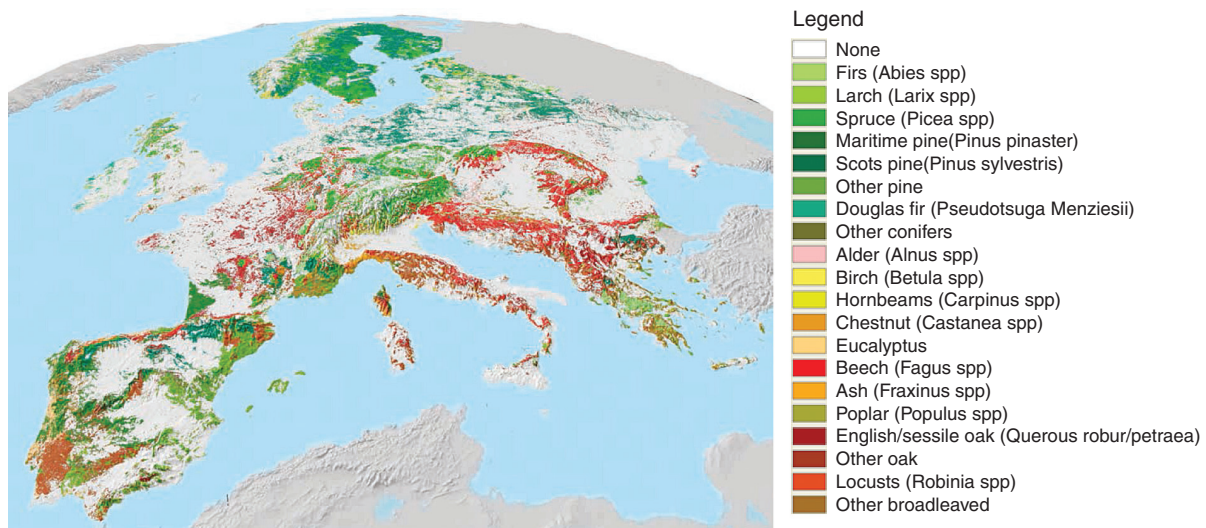 Legend
None
Firs (Abies spp)
Larch (Larix spp)
Spruce (Picea spp)
Maritime pine(Pinus pinaster)
Scots pine(Pinus sylvestris)
Other pine
Douglas fir (Pseudotsuga Menziesii)
Other conifers
Alder (Alnus spp)
Birch (Betula spp)
Hornbeams (Carpinus spp)
Chestnut (Castanea spp)
Eucalyptus
Beech (Fagus spp)
Ash (Fraxinus spp)
Poplar (Populus spp)
English/sessile oak (Querous robur/petraea)
Other oak
Locusts (Robinia spp)
Other broadleaved